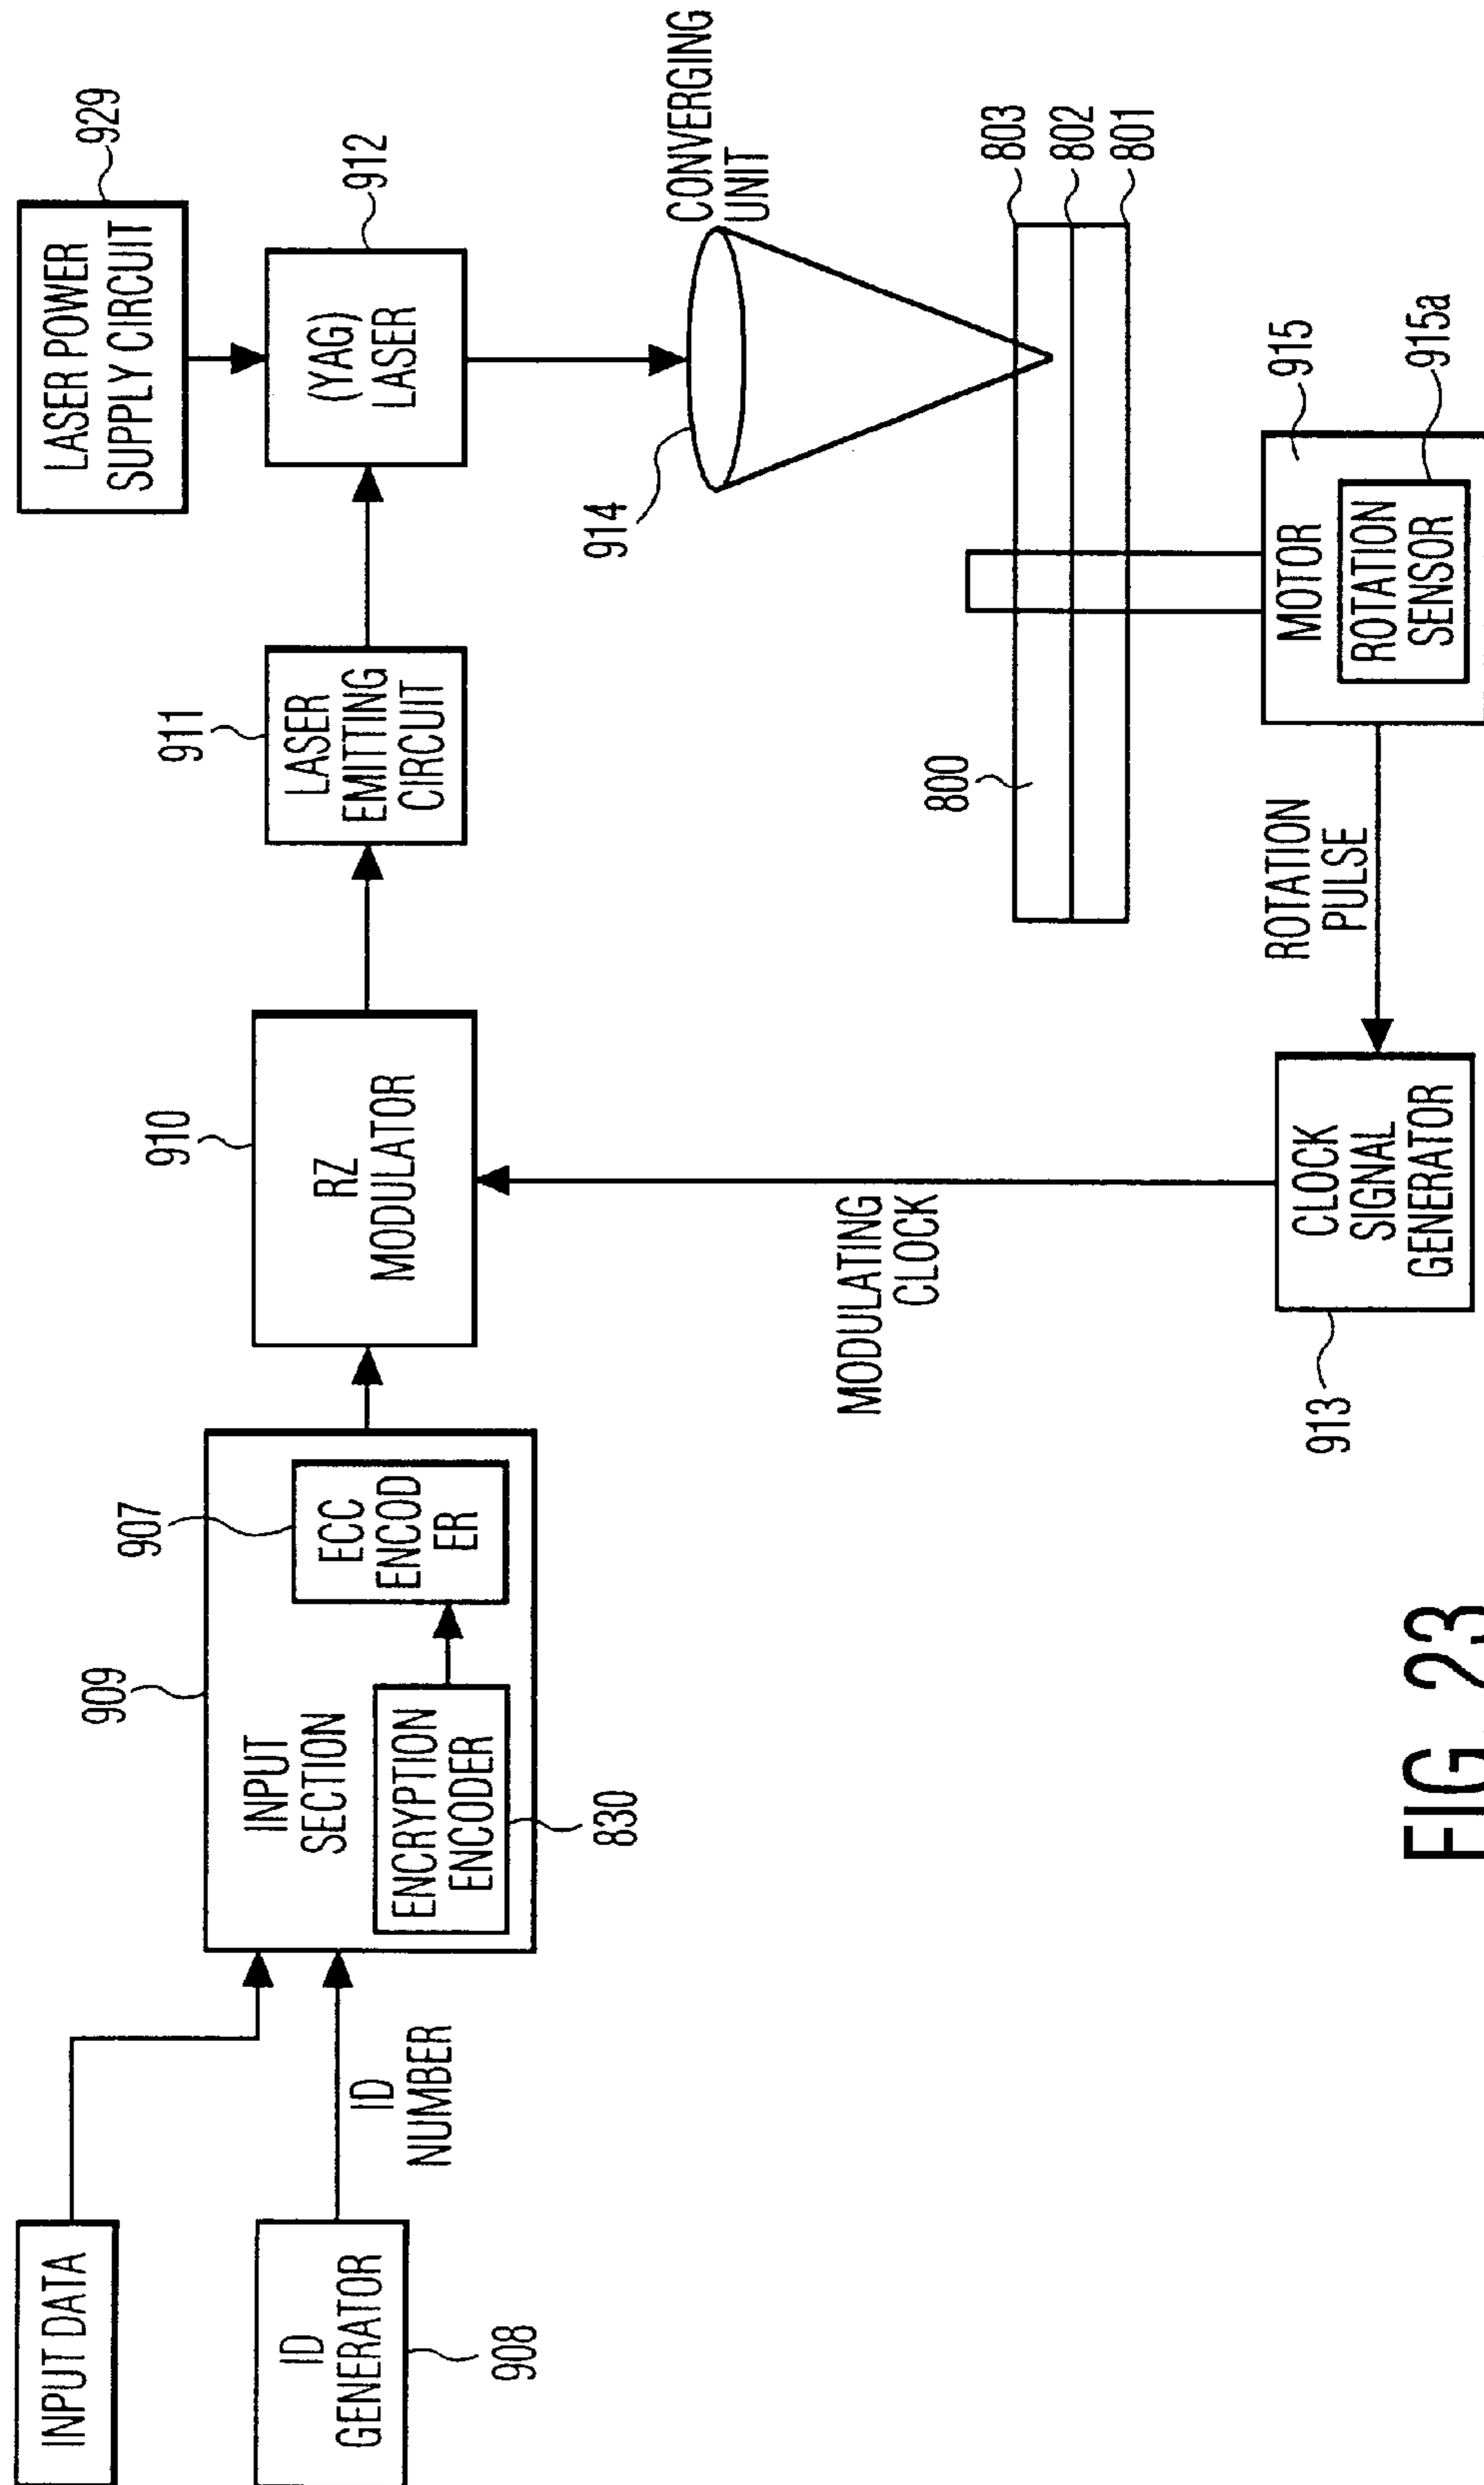 INPUT DATA
ID
GENERATOR
908
ID
NUMBER
909
INPUT
SECTION
ENCRYPTION
ENCODER
830
907
ECC
ENCOD
ER
910
RZ
MODULATOR
911
LASER
EMITTING
CIRCUIT
LASER POWER
SUPPLY CIRCUIT
929
(YAG)
LASER
912
914
CONVERGING
UNIT
800
803
802
801
MODULATING
CLOCK
CLOCK
SIGNAL
GENERATOR
913
ROTATION
PULSE
MOTOR
915
ROTATION
SENSOR
915a
FIG. 23